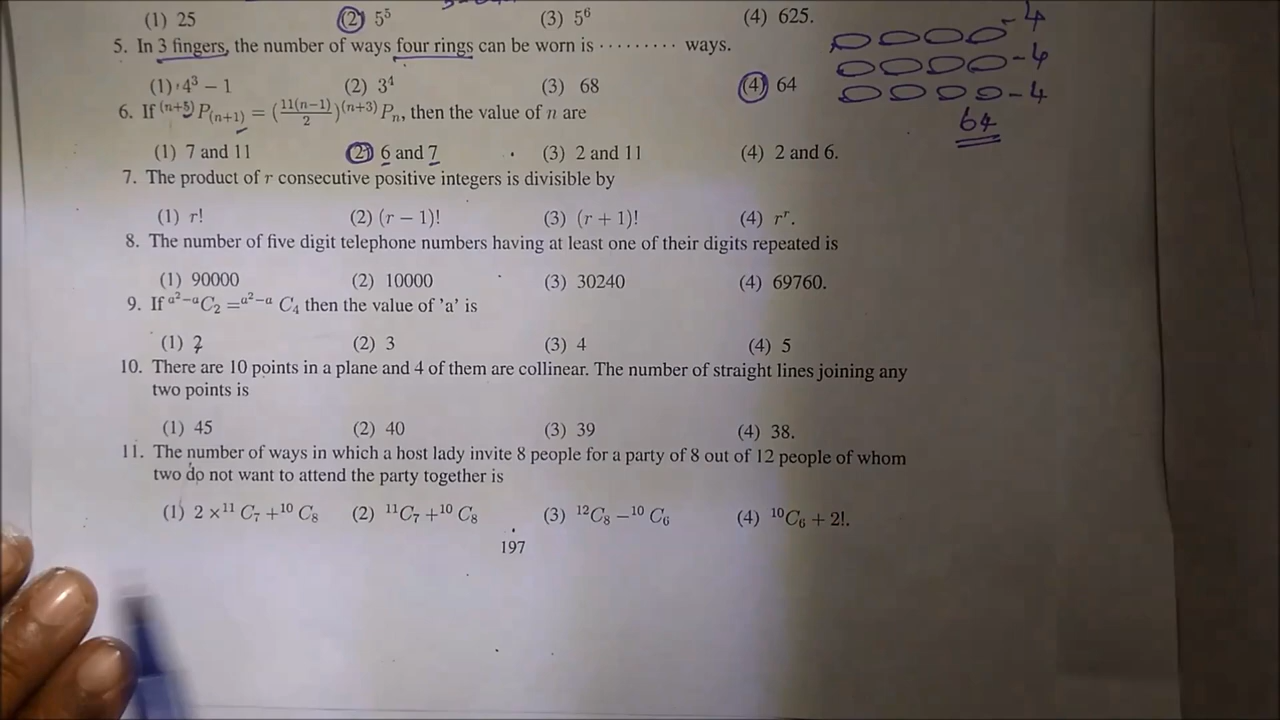 (1) 25 (2) 5⁵ (3) 5⁶ (4) 625.
5. In 3 fingers, the number of ways four rings can be worn is ········· ways.
(1) 4³ − 1 (2) 3⁴ (3) 68 (4) 64
− 4
− 4
− 4
64
6. If ⁽ⁿ⁺⁵⁾P₍ₙ₊₁₎ = (11(n−1)/2)⁽ⁿ⁺³⁾Pₙ, then the value of n are
(1) 7 and 11 (2) 6 and 7 (3) 2 and 11 (4) 2 and 6.
7. The product of r consecutive positive integers is divisible by
(1) r! (2) (r − 1)! (3) (r + 1)! (4) rʳ.
8. The number of five digit telephone numbers having at least one of their digits repeated is
(1) 90000 (2) 10000 (3) 30240 (4) 69760.
9. If ᵃ²⁻ᵃC₂ =ᵃ²⁻ᵃ C₄ then the value of 'a' is
(1) 2 (2) 3 (3) 4 (4) 5
10. There are 10 points in a plane and 4 of them are collinear. The number of straight lines joining any
two points is
(1) 45 (2) 40 (3) 39 (4) 38.
11. The number of ways in which a host lady invite 8 people for a party of 8 out of 12 people of whom
two do not want to attend the party together is
(1) 2 ×¹¹ C₇ +¹⁰ C₈ (2) ¹¹C₇ +¹⁰ C₈ (3) ¹²C₈ −¹⁰ C₆ (4) ¹⁰C₆ + 2!.
197